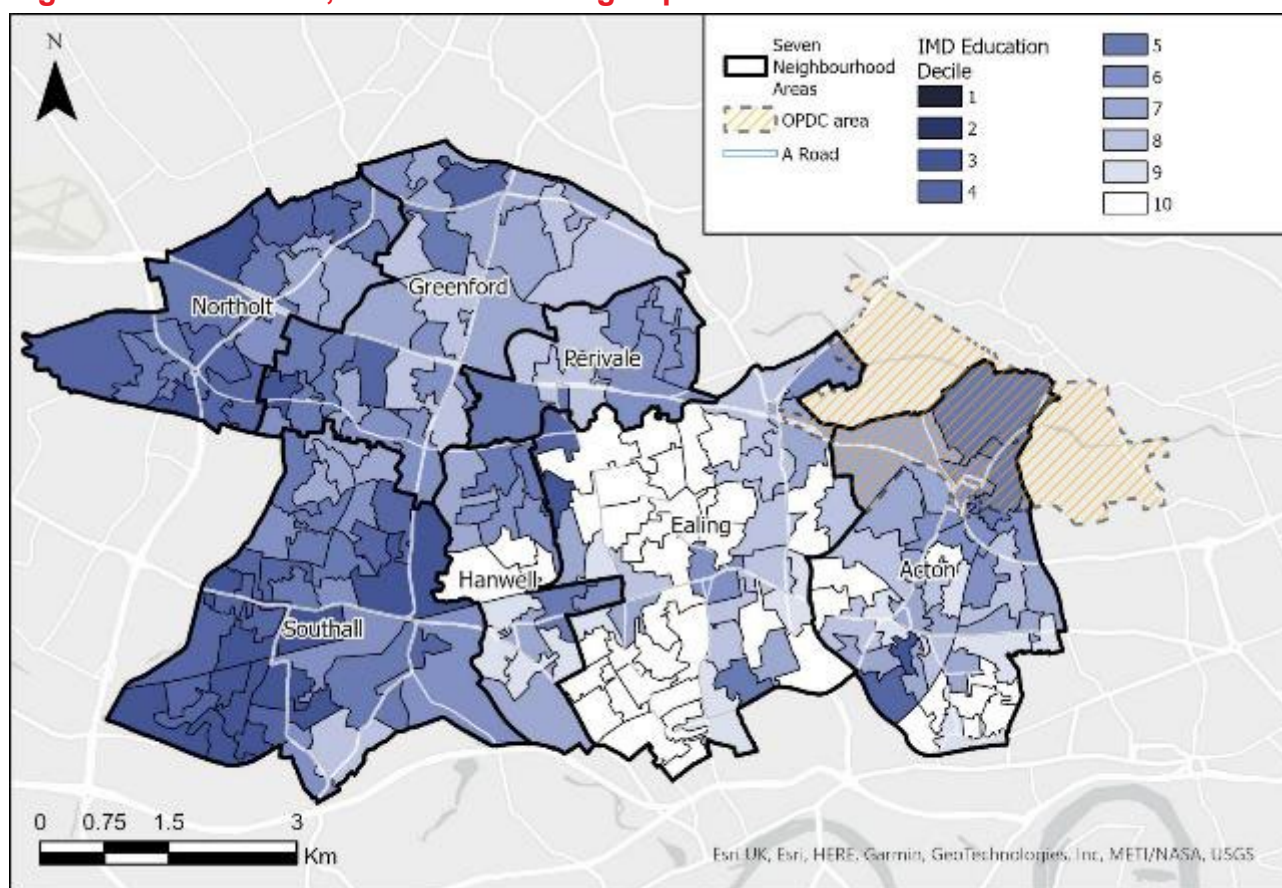 N
Seven
Neighbourhood
Areas
OPDC area
A Road
IMD Education
Decile
1
2
3
4
5
6
7
8
9
10
Northolt
Greenford
Perivale
Ealing
Hanwell
Acton
Southall
0 0.75 1.5 3
Km
Esri UK, Esri, HERE, Garmin, GeoTechnologies, Inc, METI/NASA, USGS